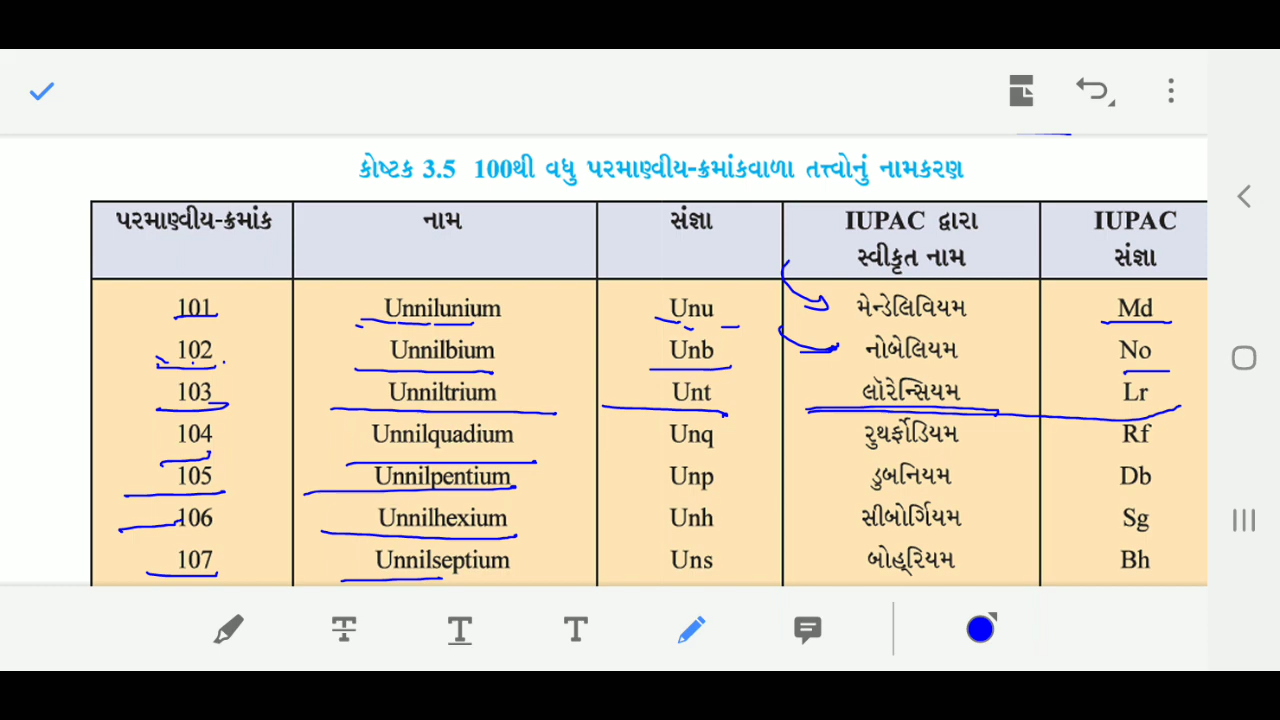 કોષ્ટક 3.5 100થી વધુ પરમાણ્વીય-ક્રમાંકવાળા તત્ત્વોનું નામકરણ
પરમાણ્વીય-ક્રમાંક નામ સંજ્ઞા IUPAC દ્વારા સ્વીકૃત નામ IUPAC સંજ્ઞા
101 Unnilunium Unu મેન્ડેલિવિયમ Md
102 Unnilbium Unb નોબેલિયમ No
103 Unniltrium Unt લૉરેન્સિયમ Lr
104 Unnilquadium Unq રુથર્ફોડિયમ Rf
105 Unnilpentium Unp ડુબનિયમ Db
106 Unnilhexium Unh સીબોર્ગિયમ Sg
107 Unnilseptium Uns બોહ્રિયમ Bh